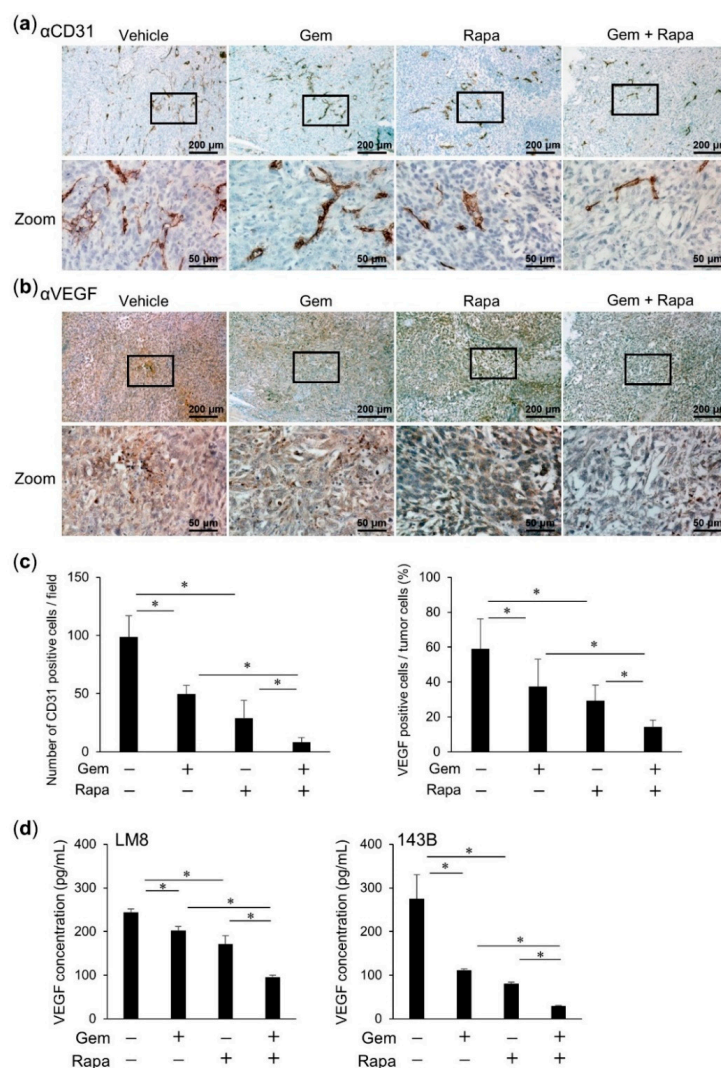 (a) αCD31
Vehicle Gem Rapa Gem + Rapa
200 μm 200 μm 200 μm 200 μm
Zoom
50 μm 50 μm 50 μm 50 μm
(b) αVEGF
Vehicle Gem Rapa Gem + Rapa
200 μm 200 μm 200 μm 200 μm
Zoom
50 μm 50 μm 50 μm 50 μm
(c)
Number of CD31 positive cells / field
150
100
50
0
* * * *
Gem − + − +
Rapa − − + +
VEGF positive cells / tumor cells (%)
80
60
40
20
0
* * * *
Gem − + − +
Rapa − − + +
(d)
LM8
VEGF concentration (pg/mL)
400
300
200
100
0
* * * *
Gem − + − +
Rapa − − + +
143B
VEGF concentration (pg/mL)
400
300
200
100
0
* * * *
Gem − + − +
Rapa − − + +